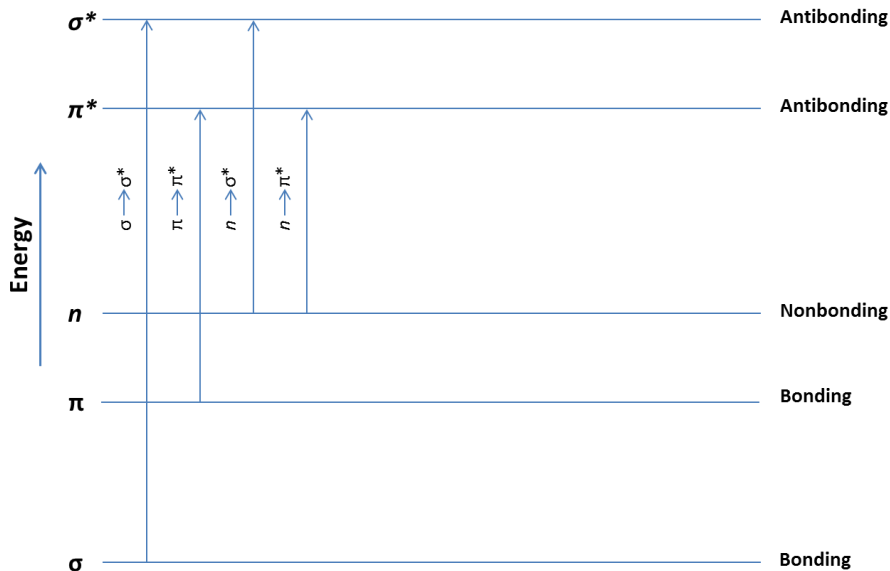 σ* Antibonding
π* Antibonding
σ → σ*
π → π*
n → σ*
n → π*
Energy
n Nonbonding
π Bonding
σ Bonding